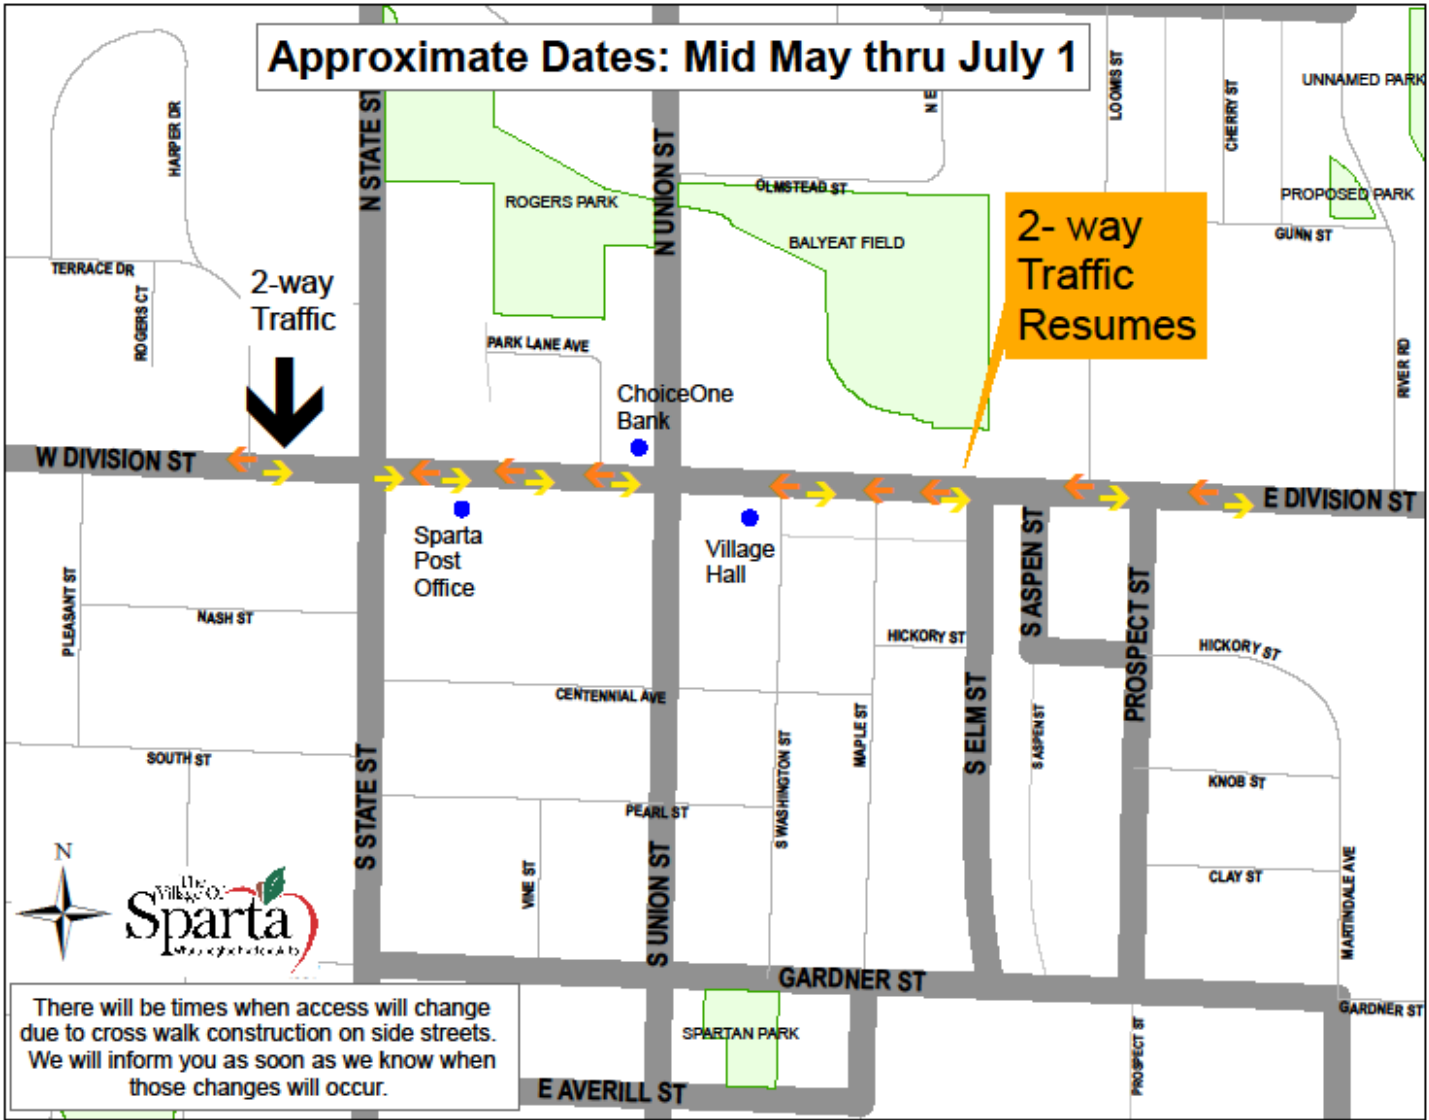 Approximate Dates: Mid May thru July 1
UNNAMED PARK
LOOMIS ST
CHERRY ST
HARPER DR
N STATE ST
N UNION ST
N E
OLMSTEAD ST
PROPOSED PARK
ROGERS PARK
BALYEAT FIELD
GUNN ST
2- way
Traffic
Resumes
TERRACE DR
ROGERS CT
2-way
Traffic
PARK LANE AVE
RIVER RD
ChoiceOne
Bank
W DIVISION ST
E DIVISION ST
Sparta
Post
Office
Village
Hall
S ASPEN ST
PROSPECT ST
PLEASANT ST
NASH ST
HICKORY ST
HICKORY ST
CENTENNIAL AVE
MAPLE ST
S ELM ST
S ASPEN ST
SOUTH ST
S STATE ST
S WASHINGTON ST
KNOB ST
PEARL ST
VINE ST
S UNION ST
CLAY ST
MARTINDALE AVE
N
The
Village Of
Sparta
GARDNER ST
GARDNER ST
There will be times when access will change
due to cross walk construction on side streets.
We will inform you as soon as we know when
those changes will occur.
SPARTAN PARK
PROSPECT ST
E AVERILL ST